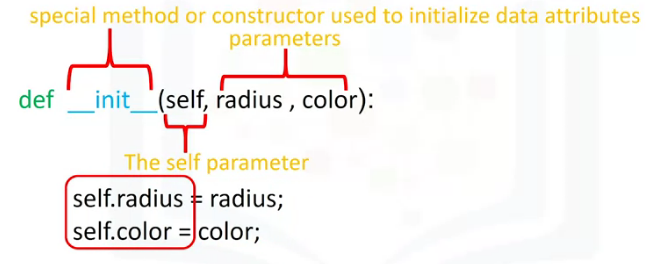 special method or constructor used to initialize data attributes
parameters
def __init__(self, radius , color):
The self parameter
self.radius = radius;
self.color = color;